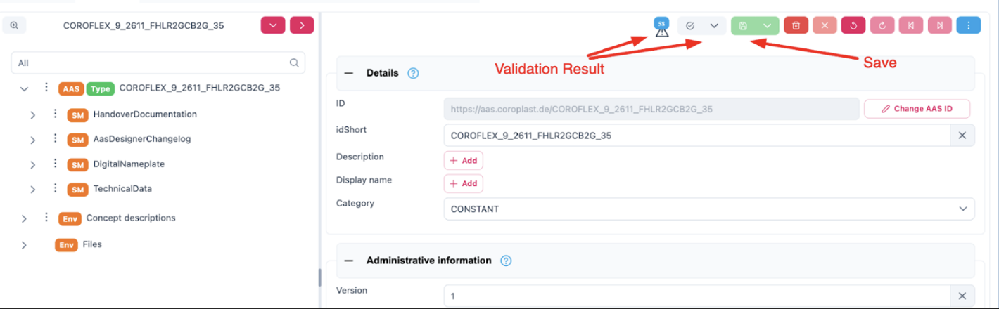 COROFLEX_9_2611_FHLR2GCB2G_35
58
Validation Result
Save
All
AAS Type COROFLEX_9_2611_FHLR2GCB2G_35
SM HandoverDocumentation
SM AasDesignerChangelog
SM DigitalNameplate
SM TechnicalData
Env Concept descriptions
Env Files
Details ?
ID https://aas.coroplast.de/COROFLEX_9_2611_FHLR2GCB2G_35 Change AAS ID
idShort COROFLEX_9_2611_FHLR2GCB2G_35
Description + Add
Display name + Add
Category CONSTANT
Administrative information ?
Version 1